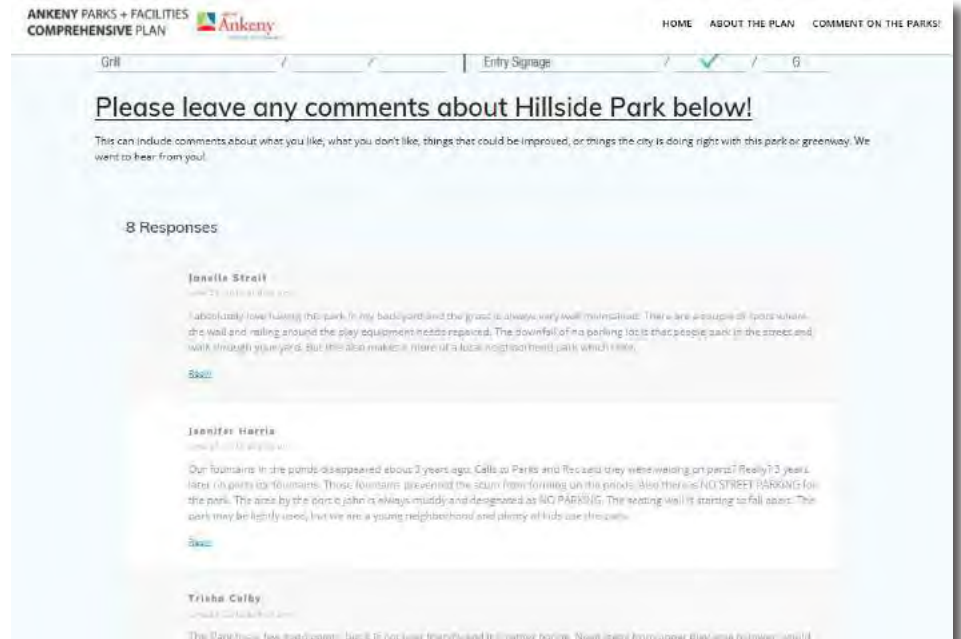 ANKENY PARKS + FACILITIES
COMPREHENSIVE PLAN
Ankeny
HOME ABOUT THE PLAN COMMENT ON THE PARKS!
Grill / / Entry Signage / ✓ / G
Please leave any comments about Hillside Park below!
This can include comments about what you like, what you don't like, things that could be improved, or things the city is doing right with this park or greenway. We
want to hear from you!
8 Responses
Strait
I absolutely love having this park in my backyard and the grass is always very well maintained. There are a couple of spots where
the wall and railing around the play equipment needs repaired. The downfall of no parking lot is that people park in the street and
walk through your yard. But this also makes it more of a local neighborhood park which I like.
Reply
Jennifer Harris
Our fountains in the ponds disappeared about 3 years ago. Calls to Parks and Rec said they were waiting on parts? Really? 3 years
later on parts for fountains. Those fountains prevented the scum from forming on the ponds. Also there is NO STREET PARKING for
the park. The area by the port o john is always muddy and designated as NO PARKING. The seating wall is starting to fall apart. The
park may be lightly used, but we are a young neighborhood and plenty of kids use this park.
Reply
Trisha Colby